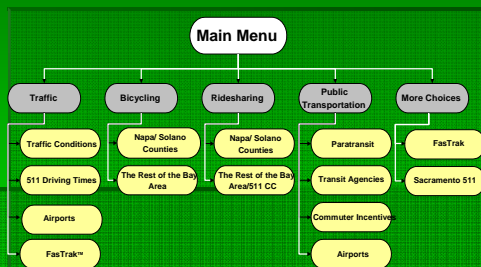 Main Menu
Traffic
Bicycling
Ridesharing
Public
Transportation
More Choices
Traffic Conditions
511 Driving Times
Airports
FasTrak™
Napa/ Solano
Counties
The Rest of the Bay
Area
Napa/ Solano
Counties
The Rest of the Bay
Area/511 CC
Paratransit
Transit Agencies
Commuter Incentives
Airports
FasTrak
Sacramento 511